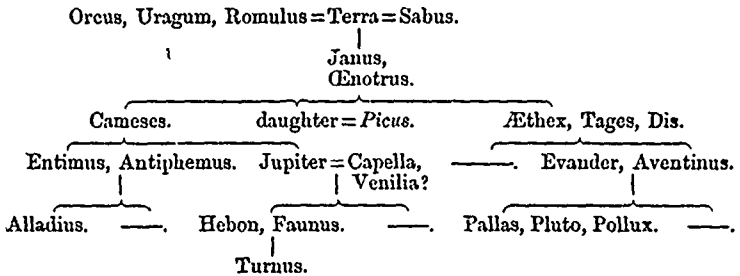 Orcus, Uragum, Romulus=Terra=Sabus.
Janus,
Œnotrus.
Cameses. daughter=Picus. Æthex, Tages, Dis.
Entimus, Antiphemus. Jupiter=Capella, ——. Evander, Aventinus.
Venilia?
Alladius. ——. Hebon, Faunus. ——. Pallas, Pluto, Pollux. ——.
Turnus.